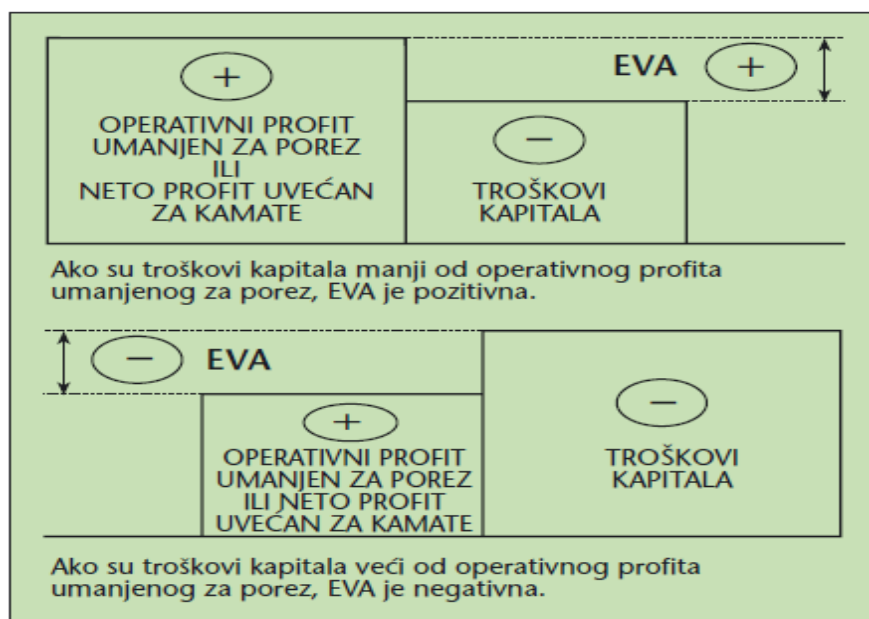 +
OPERATIVNI PROFIT
UMANJEN ZA POREZ
ILI
NETO PROFIT UVEĆAN
ZA KAMATE
EVA +
−
TROŠKOVI
KAPITALA
Ako su troškovi kapitala manji od operativnog profita
umanjenog za porez, EVA je pozitivna.
− EVA
+
OPERATIVNI PROFIT
UMANJEN ZA POREZ
ILI NETO PROFIT
UVEĆAN ZA KAMATE
−
TROŠKOVI
KAPITALA
Ako su troškovi kapitala veći od operativnog profita
umanjenog za porez, EVA je negativna.